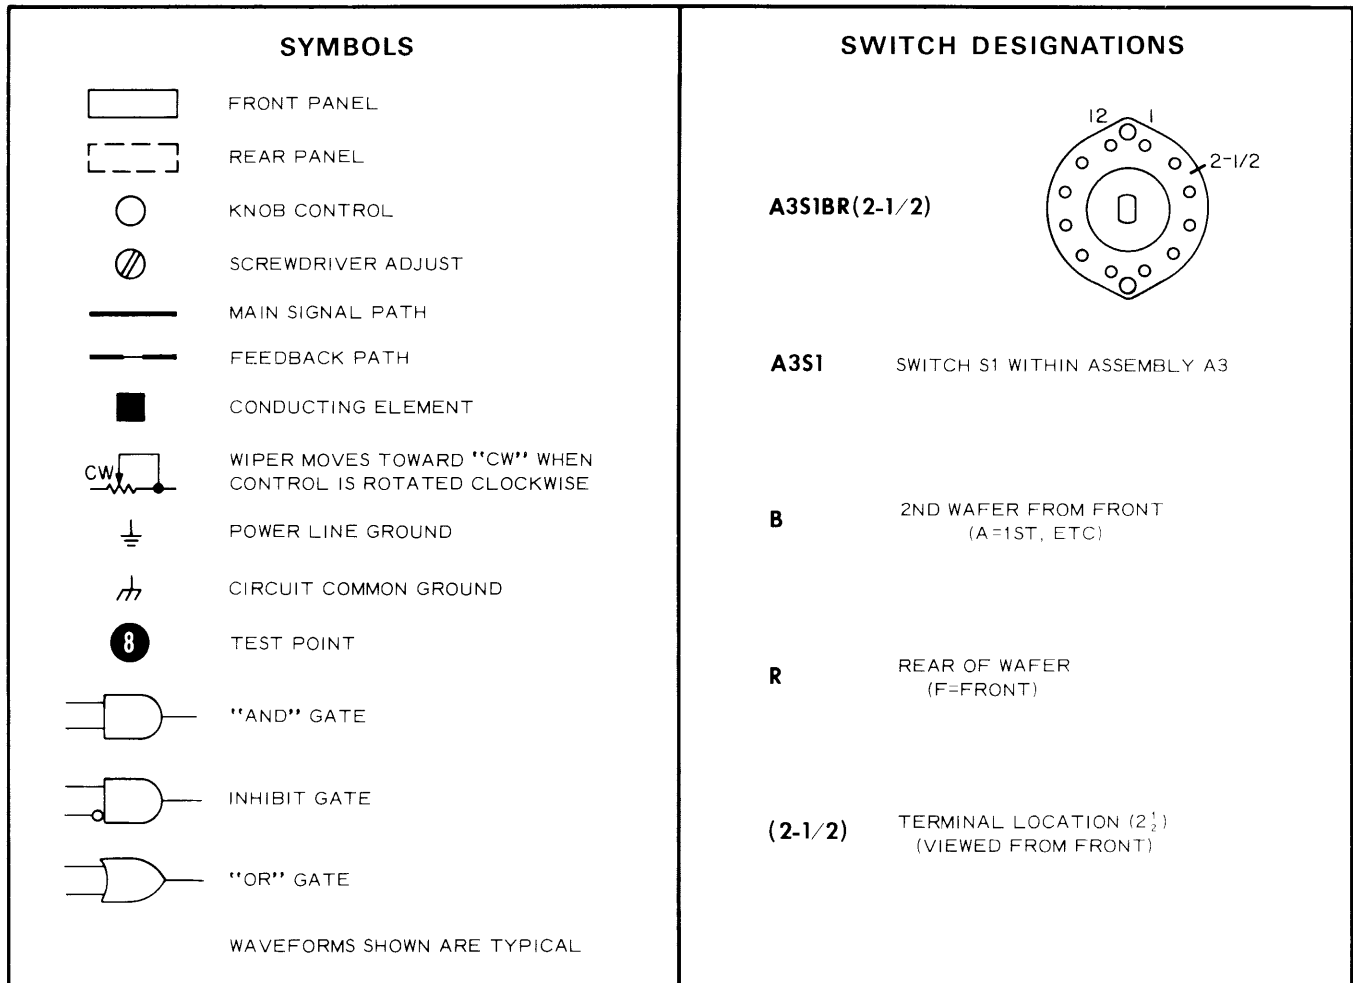 SYMBOLS
FRONT PANEL
REAR PANEL
KNOB CONTROL
SCREWDRIVER ADJUST
MAIN SIGNAL PATH
FEEDBACK PATH
CONDUCTING ELEMENT
CW
WIPER MOVES TOWARD "CW" WHEN
CONTROL IS ROTATED CLOCKWISE
POWER LINE GROUND
CIRCUIT COMMON GROUND
8
TEST POINT
"AND" GATE
INHIBIT GATE
"OR" GATE
WAVEFORMS SHOWN ARE TYPICAL
SWITCH DESIGNATIONS
12 1
2-1/2
A3S1BR(2-1/2)
A3S1 SWITCH S1 WITHIN ASSEMBLY A3
B 2ND WAFER FROM FRONT
(A=1ST, ETC)
R REAR OF WAFER
(F=FRONT)
(2-1/2) TERMINAL LOCATION (2½)
(VIEWED FROM FRONT)